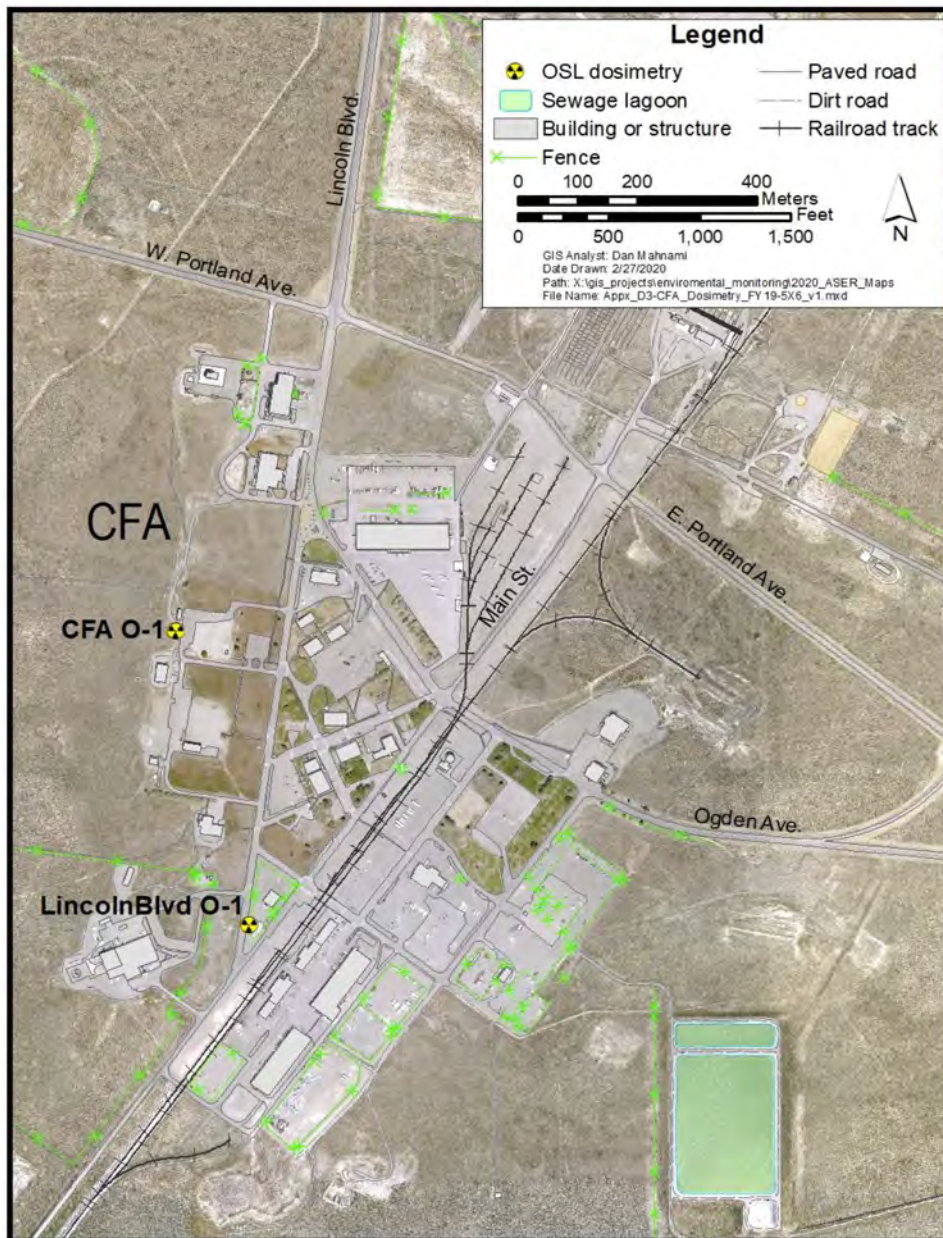 Legend
OSL dosimetry
Sewage lagoon
Building or structure
Fence
Paved road
Dirt road
Railroad track
0 100 200 400
Meters
Feet
0 500 1,000 1,500
N
GIS Analyst: Dan Mahnami
Date Drawn: 2/27/2020
Path: X:\gis_projects\enviromental_monitoring\2020_ASER_Maps
File Name: Appx_D3-CFA_Dosimetry_FY19-5X6_v1.mxd
Lincoln Blvd.
W. Portland Ave.
CFA
Main St.
E. Portland Ave.
CFA O-1
Ogden Ave.
LincolnBlvd O-1